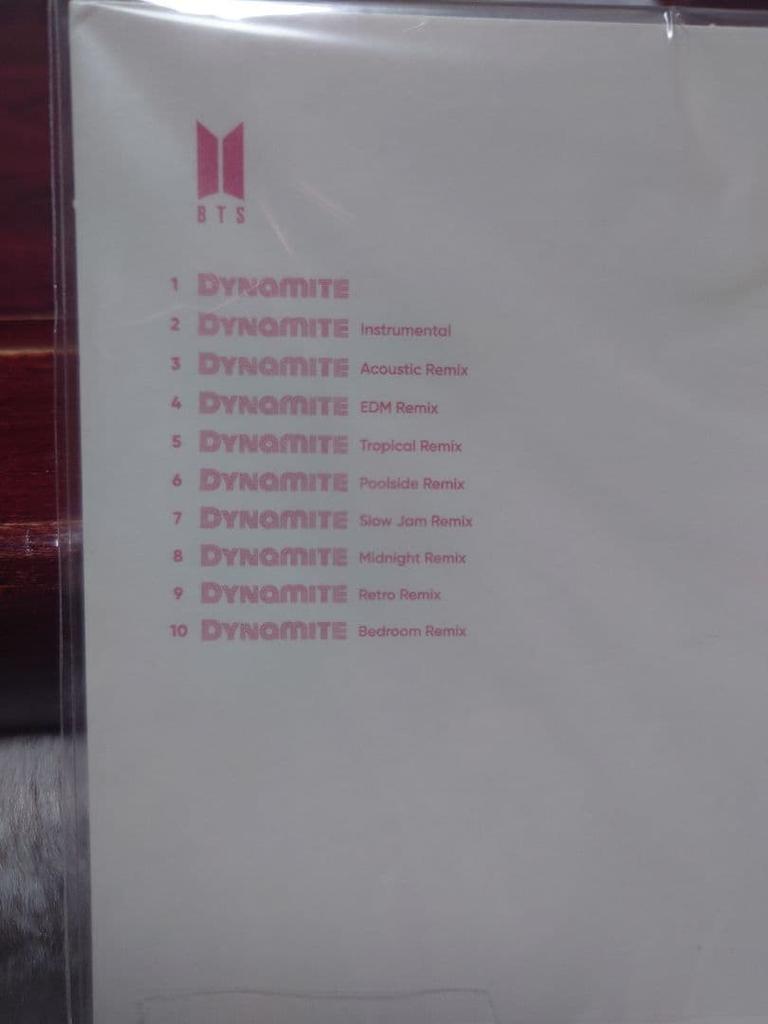 BTS
1 DYNAMITE
2 DYNAMITE Instrumental
3 DYNAMITE Acoustic Remix
4 DYNAMITE EDM Remix
5 DYNAMITE Tropical Remix
6 DYNAMITE Poolside Remix
7 DYNAMITE Slow Jam Remix
8 DYNAMITE Midnight Remix
9 DYNAMITE Retro Remix
10 DYNAMITE Bedroom Remix